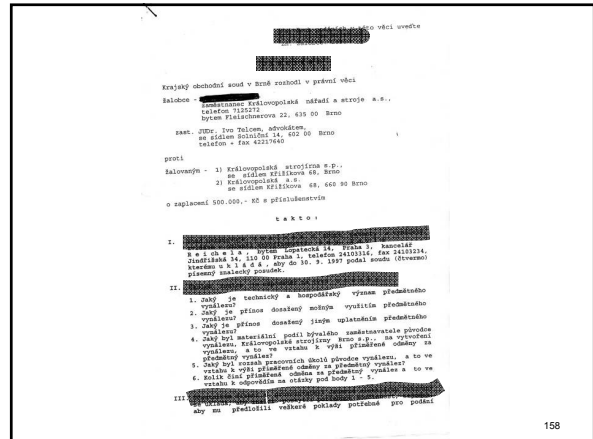 věci uveďte
Krajský obchodní soud v Brně rozhodl v právní věci
žalobce -
zaměstnanec Královopolská nářadí a stroje a.s.,
telefon 7125272
bytem Fleischnerova 22, 635 00 Brno
zast. JUDr. Ivo Telcem, advokátem,
se sídlem Solniční 14, 602 00 Brno
telefon + fax 42217640
proti
žalovaným - 1) Královopolská strojírna s.p.,
se sídlem Křižíkova 68, Brno
2) Královopolská a.s.
se sídlem Křižíkova 68, 660 90 Brno
o zaplacení 500.000,- Kč s příslušenstvím
takto:
I.
Reichela, bytem Lopatecká 14, Praha 3, kancelář
Jindřišská 34, 110 00 Praha 1, telefon 24103316, fax 24103234,
kterému ukládá, aby do 30. 9. 1997 podal soudu (čtvermo)
písemný znalecký posudek.
II.
1. Jaký je technický a hospodářský význam předmětného
vynálezu?
2. Jaký je přínos dosažený možným využitím předmětného
vynálezu?
3. Jaký je přínos dosažený jiným uplatněním předmětného
vynálezu?
4. Jaký byl materiální podíl bývalého zaměstnavatele původce
vynálezu, Královopolské strojírny Brno s.p., na vytvoření
vynálezu, a to ve vztahu k výši přiměřené odměny za
předmětný vynález?
5. Jaký byl rozsah pracovních úkolů původce vynálezu, a to ve
vztahu k výši přiměřené odměny za předmětný vynález?
6. Kolik činí přiměřená odměna za předmětný vynález a to ve
vztahu k odpovědím na otázky pod body 1 - 5.
III.
aby mu předložili veškeré poklady potřebné pro podání
158